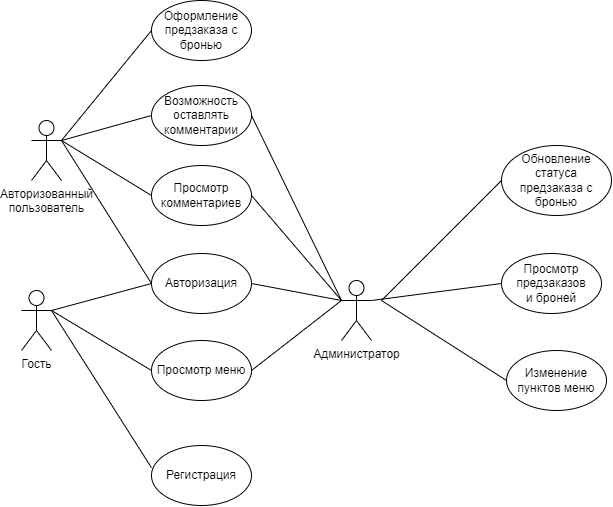 Оформление
предзаказа с
бронью
Возможность
оставлять
комментарии
Авторизованный
пользователь
Просмотр
комментариев
Авторизация
Гость
Просмотр меню
Регистрация
Администратор
Обновление
статуса
предзаказа с
бронью
Просмотр
предзаказов
и броней
Изменение
пунктов меню